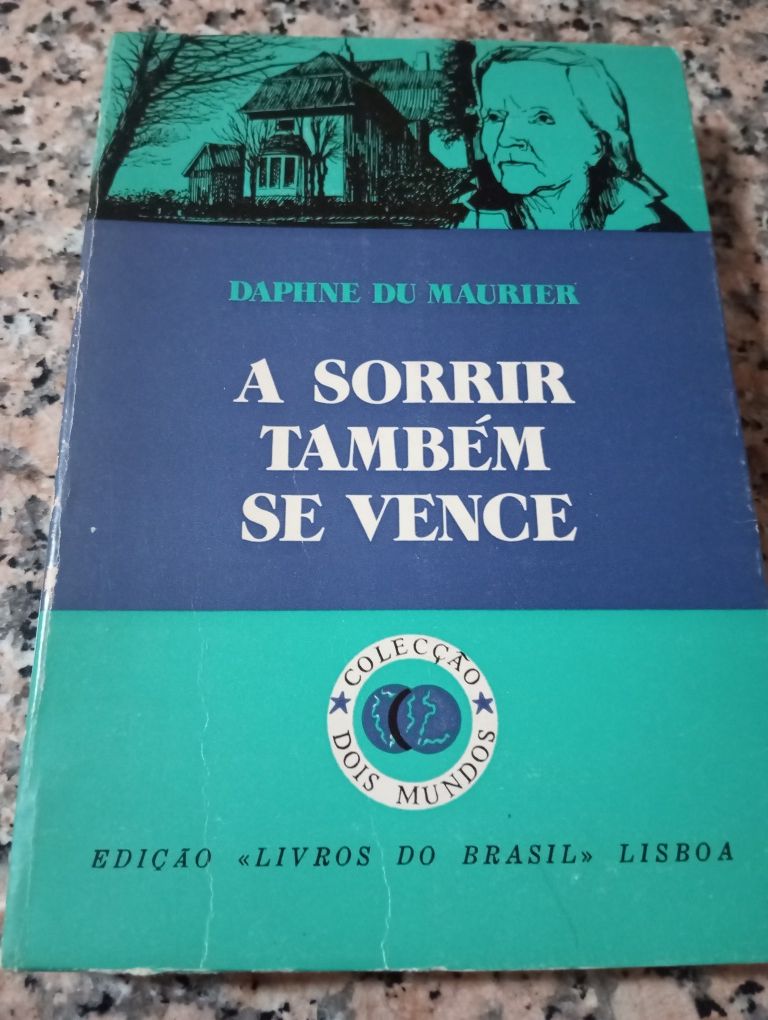 DAPHNE DU MAURIER
A SORRIR
TAMBÉM
SE VENCE
COLECÇÃO
DOIS MUNDOS
EDIÇÃO «LIVROS DO BRASIL» LISBOA